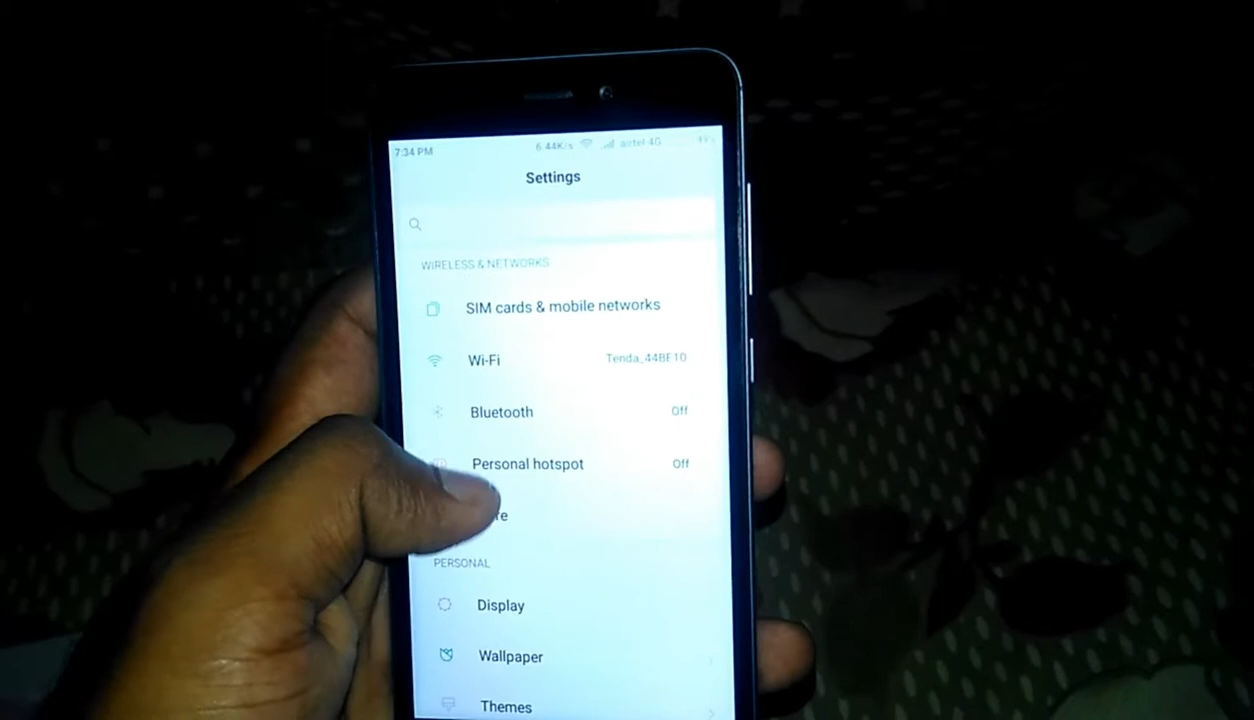 7:34 PM 6.44K/s airtel 4G
Settings
WIRELESS & NETWORKS
SIM cards & mobile networks
Wi-Fi Tenda_44BE10
Bluetooth Off
Personal hotspot Off
re
PERSONAL
Display
Wallpaper
Themes